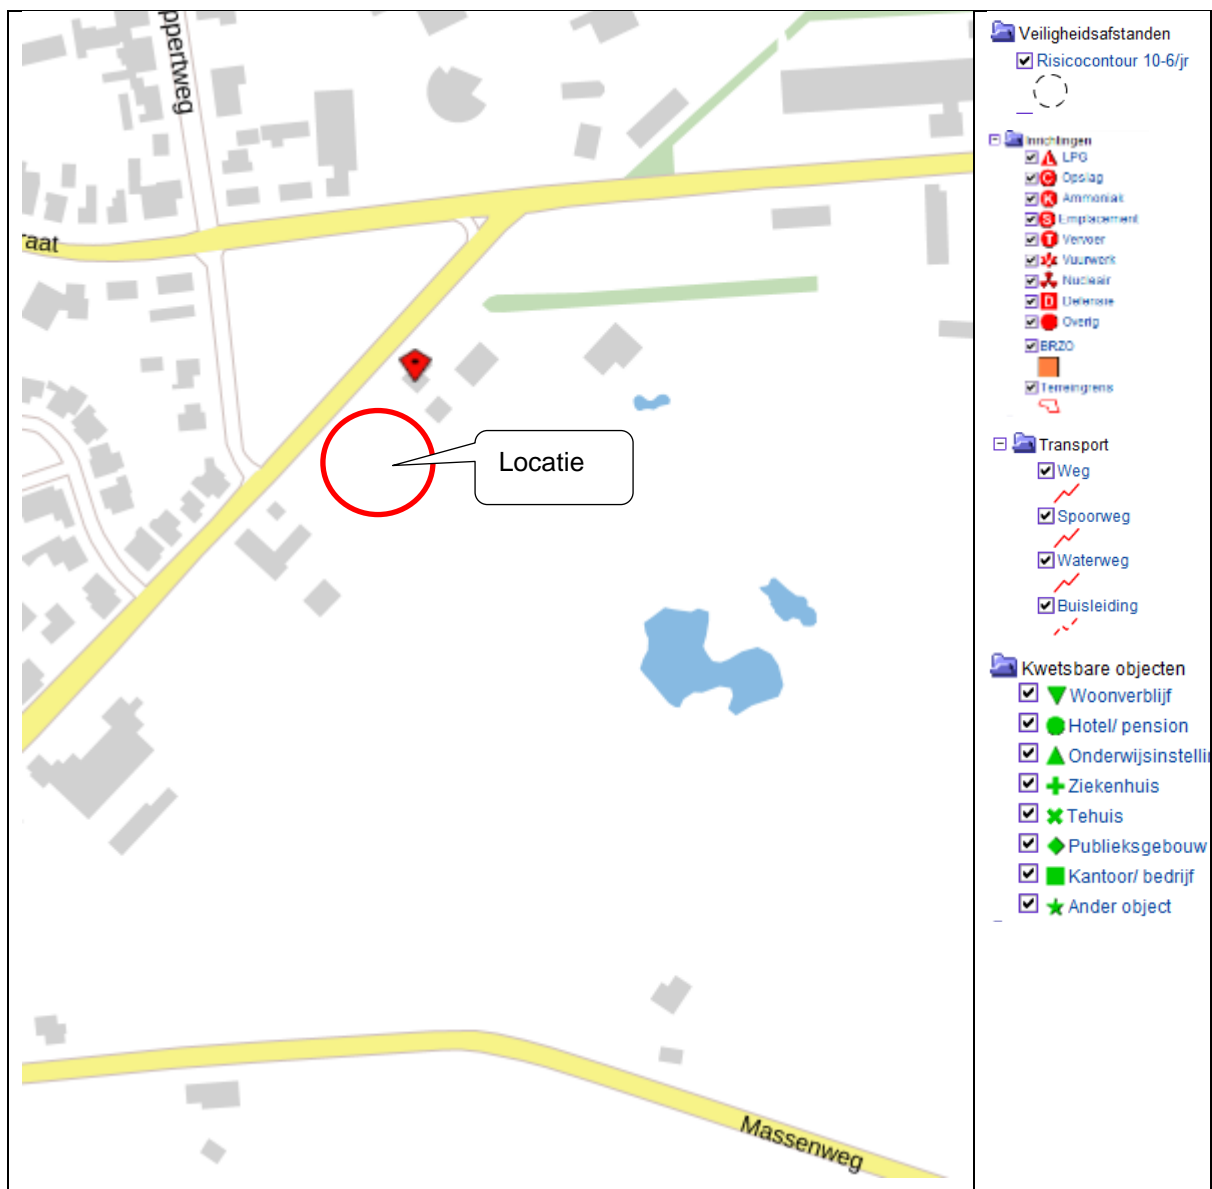 ppertweg
raat
Locatie
Massenweg
Veiligheidsafstanden
Risicocontour 10-6/jr
Inrichtingen
L LPG
C Opslag
K Ammoniak
S Emplacement
T Vervoer
Vuurwerk
Nucleair
D Defensie
Overig
BRZO
Terreingrens
Transport
Weg
Spoorweg
Waterweg
Buisleiding
Kwetsbare objecten
Woonverblijf
Hotel/ pension
Onderwijsinstelli
Ziekenhuis
Tehuis
Publieksgebouw
Kantoor/ bedrijf
Ander object